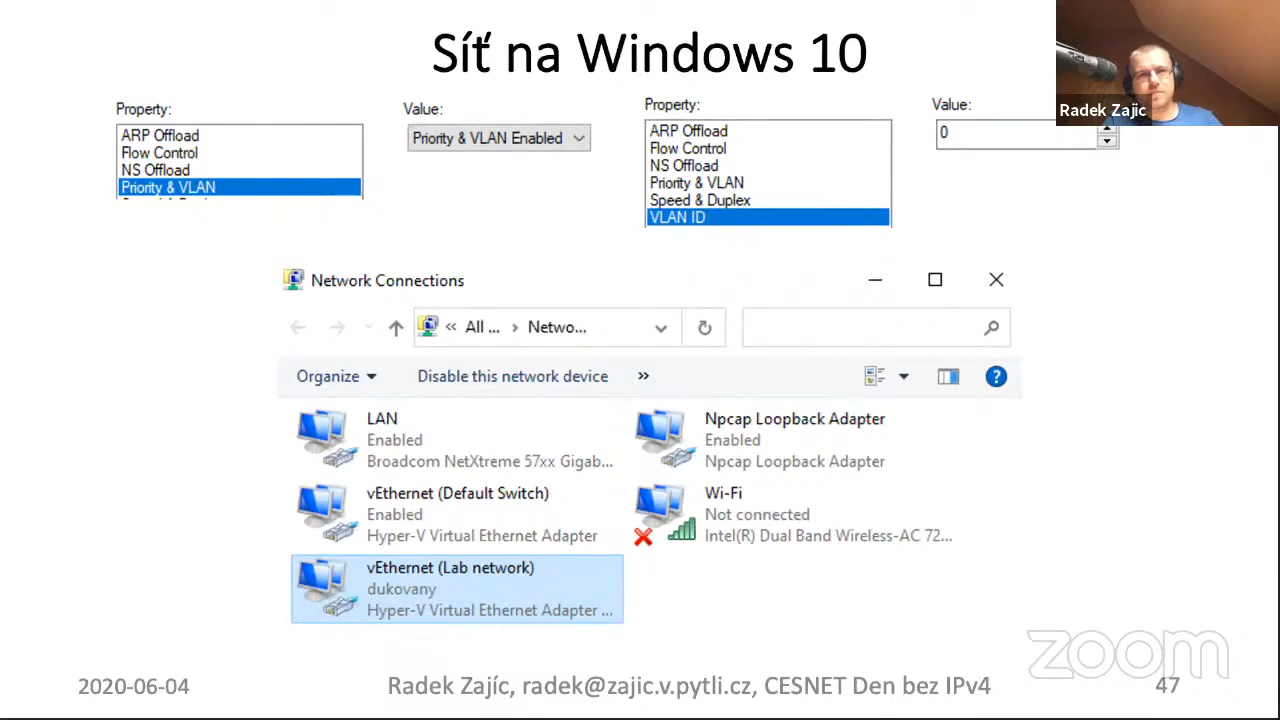 Síť na Windows 10
Radek Zajic
Property:
ARP Offload
Flow Control
NS Offload
Priority & VLAN
Value:
Priority & VLAN Enabled
Property:
ARP Offload
Flow Control
NS Offload
Priority & VLAN
Speed & Duplex
VLAN ID
Value:
0
Network Connections
« All ... › Netwo...
Organize
Disable this network device
»
?
LAN
Enabled
Broadcom NetXtreme 57xx Gigab...
vEthernet (Default Switch)
Enabled
Hyper-V Virtual Ethernet Adapter
vEthernet (Lab network)
dukovany
Hyper-V Virtual Ethernet Adapter ...
Npcap Loopback Adapter
Enabled
Npcap Loopback Adapter
Wi-Fi
Not connected
Intel(R) Dual Band Wireless-AC 72...
zoom
2020-06-04
Radek Zajíc, radek@zajic.v.pytli.cz, CESNET Den bez IPv4
47